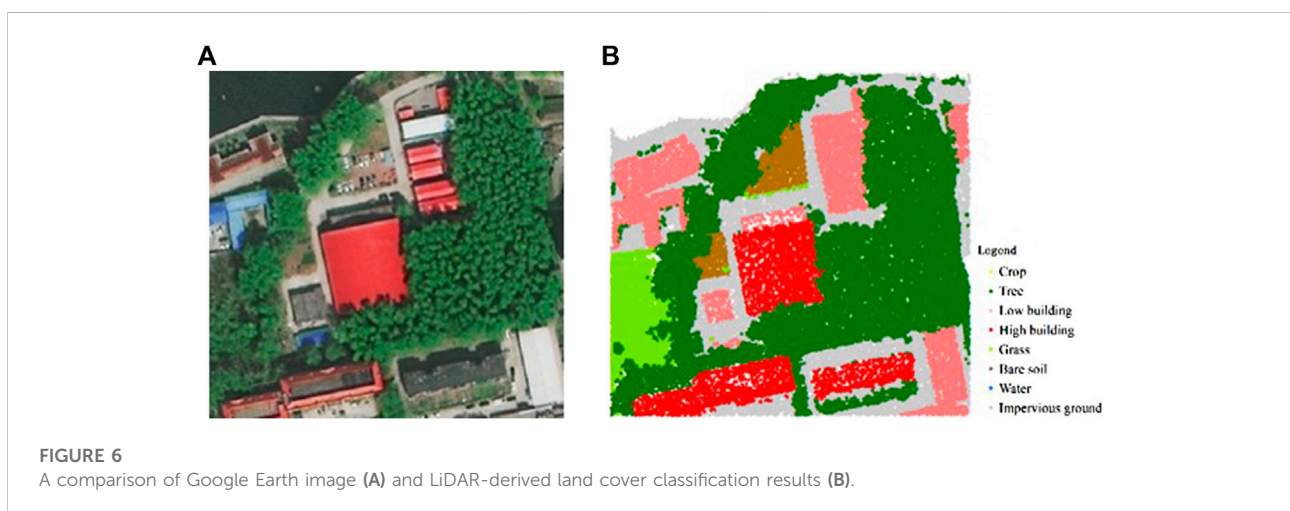 A
B
Legend
Crop
Tree
Low building
High building
Grass
Bare soil
Water
Impervious ground
FIGURE 6
A comparison of Google Earth image (A) and LiDAR-derived land cover classification results (B).